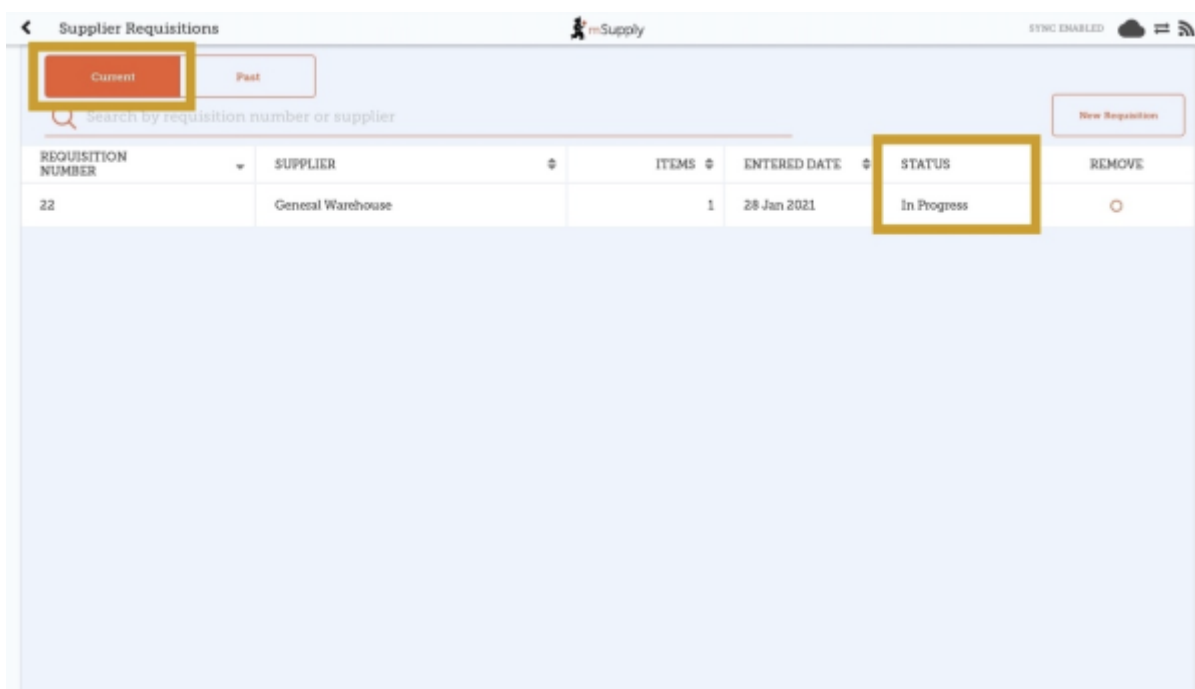 Supplier Requisitions
mSupply
SYNC ENABLED
Current
Past
Search by requisition number or supplier
New Requisition
REQUISITION
NUMBER
SUPPLIER
ITEMS
ENTERED DATE
STATUS
REMOVE
22
General Warehouse
1
28 Jan 2021
In Progress